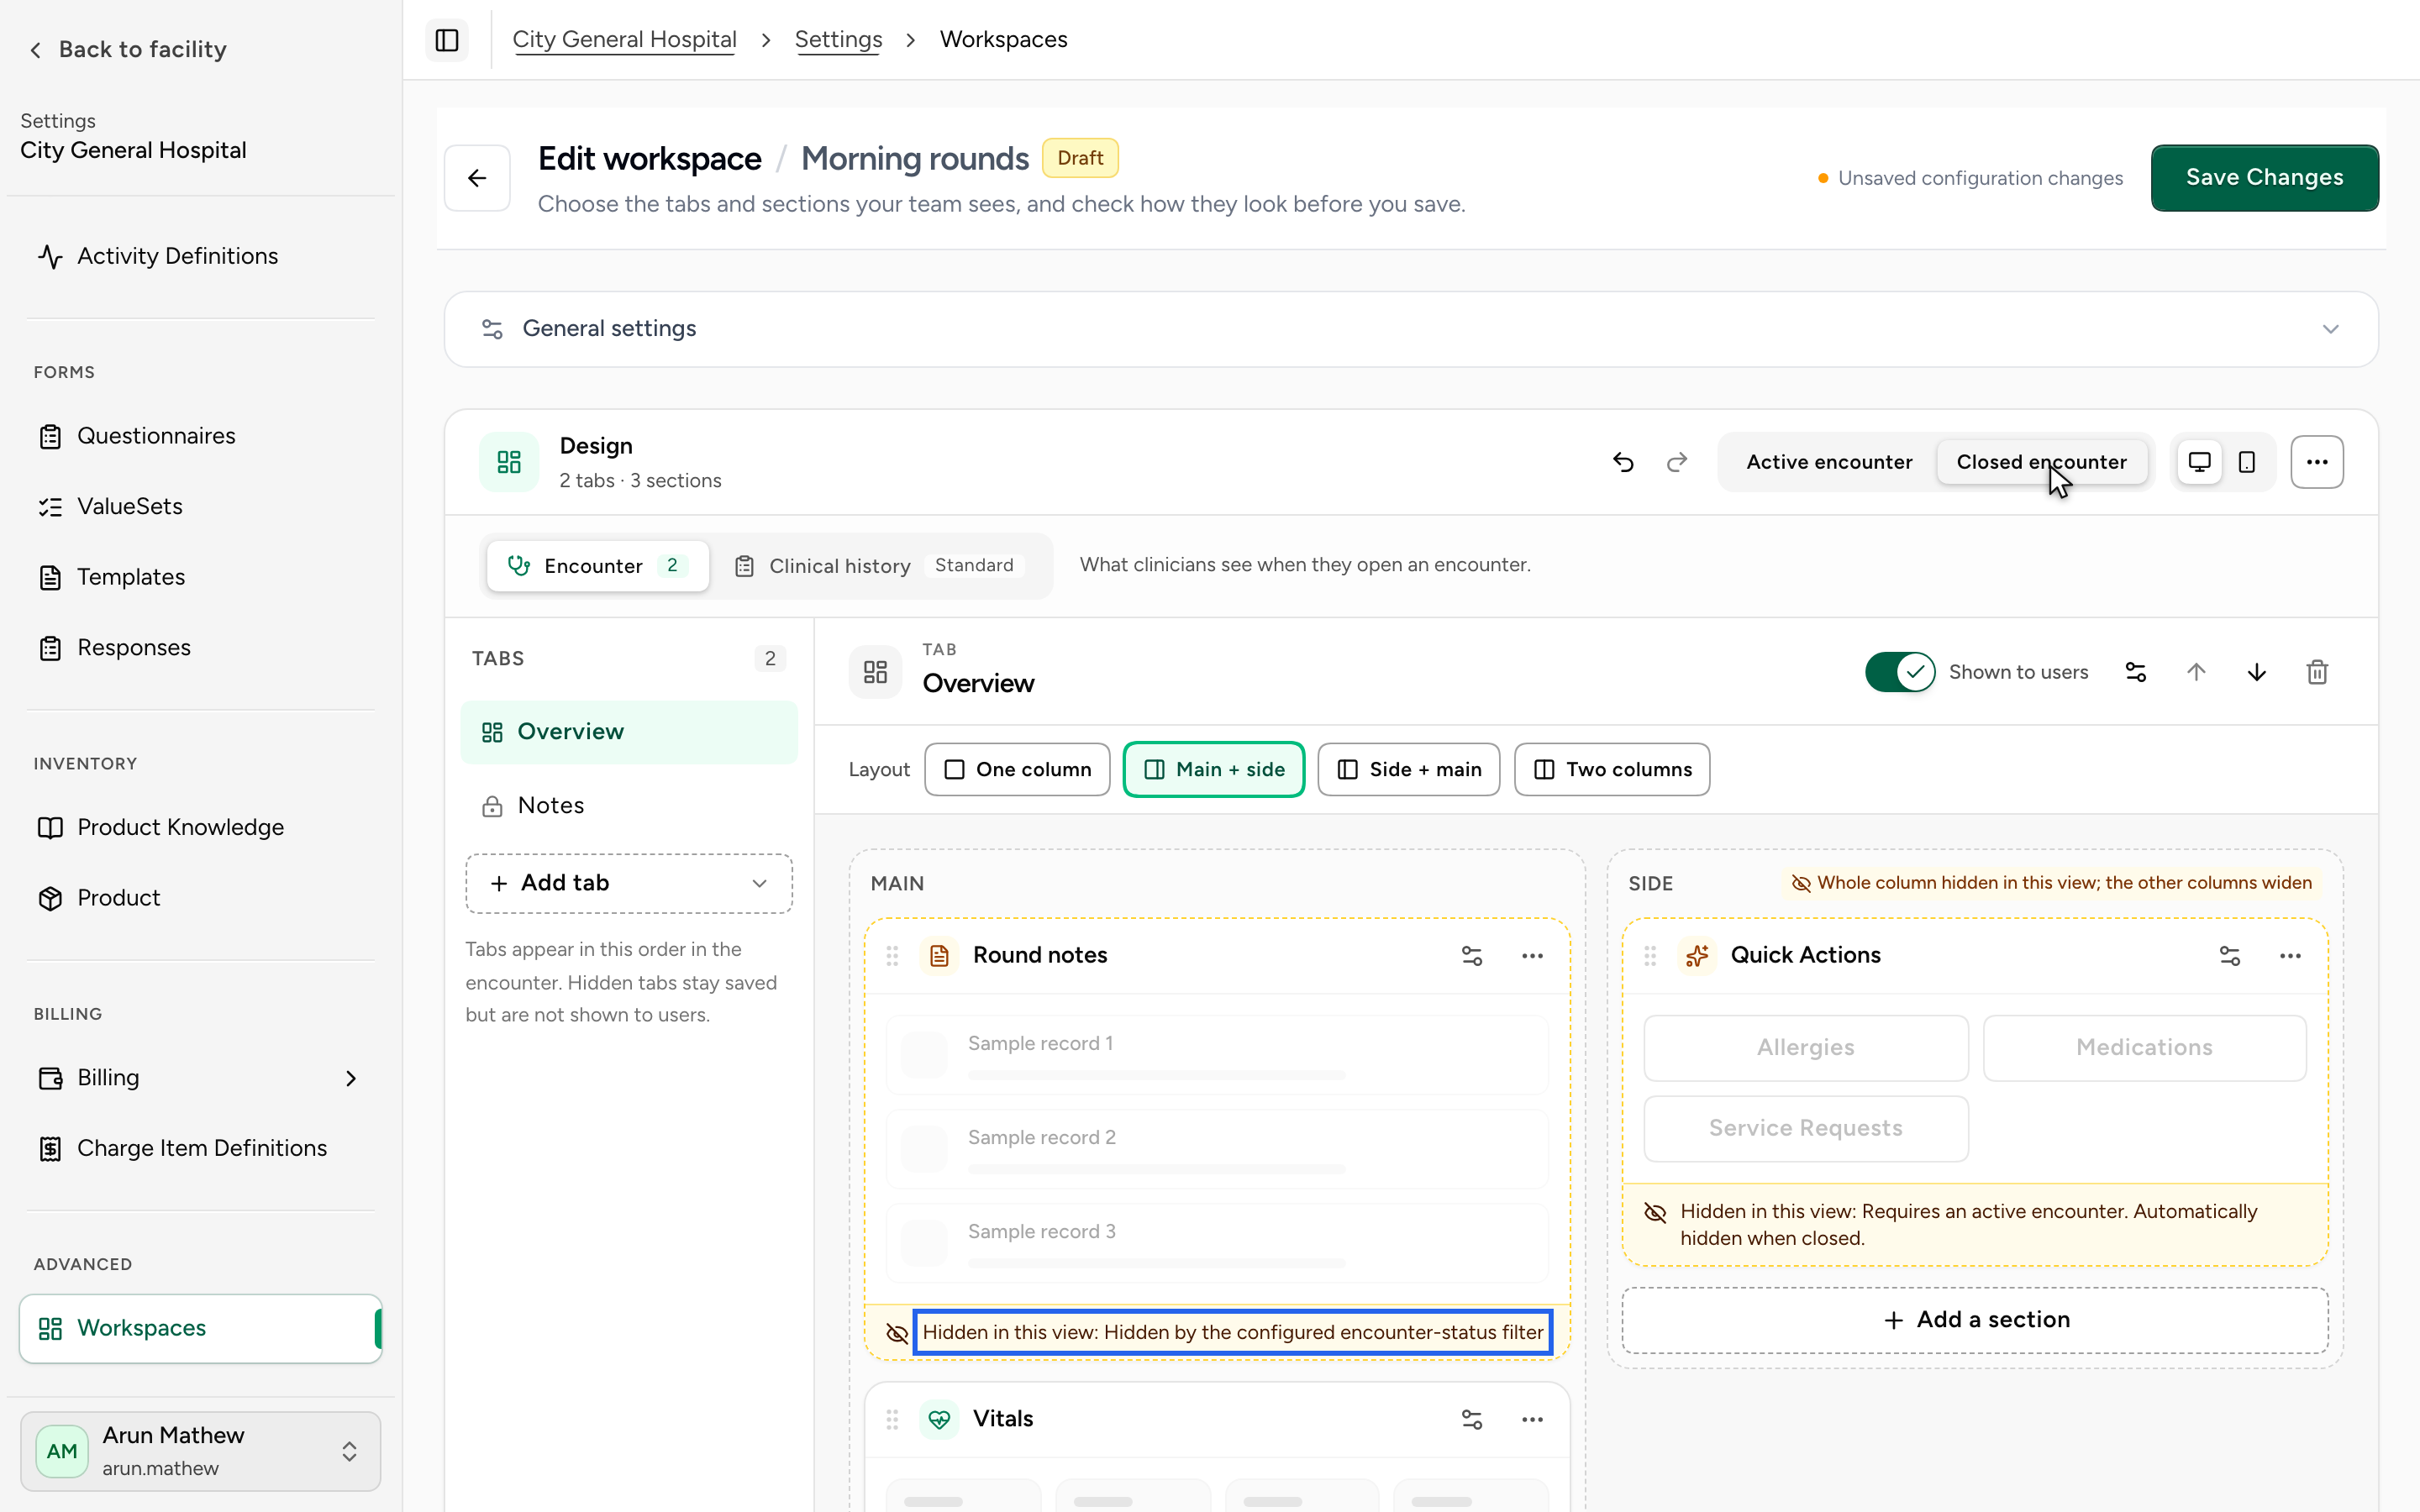 Back to facility
Settings
City General Hospital
Activity Definitions
FORMS
Questionnaires
ValueSets
Templates
Responses
INVENTORY
Product Knowledge
Product
BILLING
Billing
Charge Item Definitions
ADVANCED
Workspaces
AM
Arun Mathew
arun.mathew
City General Hospital
Settings
Workspaces
Edit workspace / Morning rounds Draft
Choose the tabs and sections your team sees, and check how they look before you save.
Unsaved configuration changes
Save Changes
General settings
Design
2 tabs · 3 sections
Active encounter
Closed encounter
Encounter 2
Clinical history Standard
What clinicians see when they open an encounter.
TABS 2
Overview
Notes
+ Add tab
Tabs appear in this order in the
encounter. Hidden tabs stay saved
but are not shown to users.
TAB
Overview
Shown to users
Layout
One column
Main + side
Side + main
Two columns
MAIN
Round notes
Sample record 1
Sample record 2
Sample record 3
Hidden in this view: Hidden by the configured encounter-status filter
Vitals
SIDE
Whole column hidden in this view; the other columns widen
Quick Actions
Allergies
Medications
Service Requests
Hidden in this view: Requires an active encounter. Automatically
hidden when closed.
+ Add a section